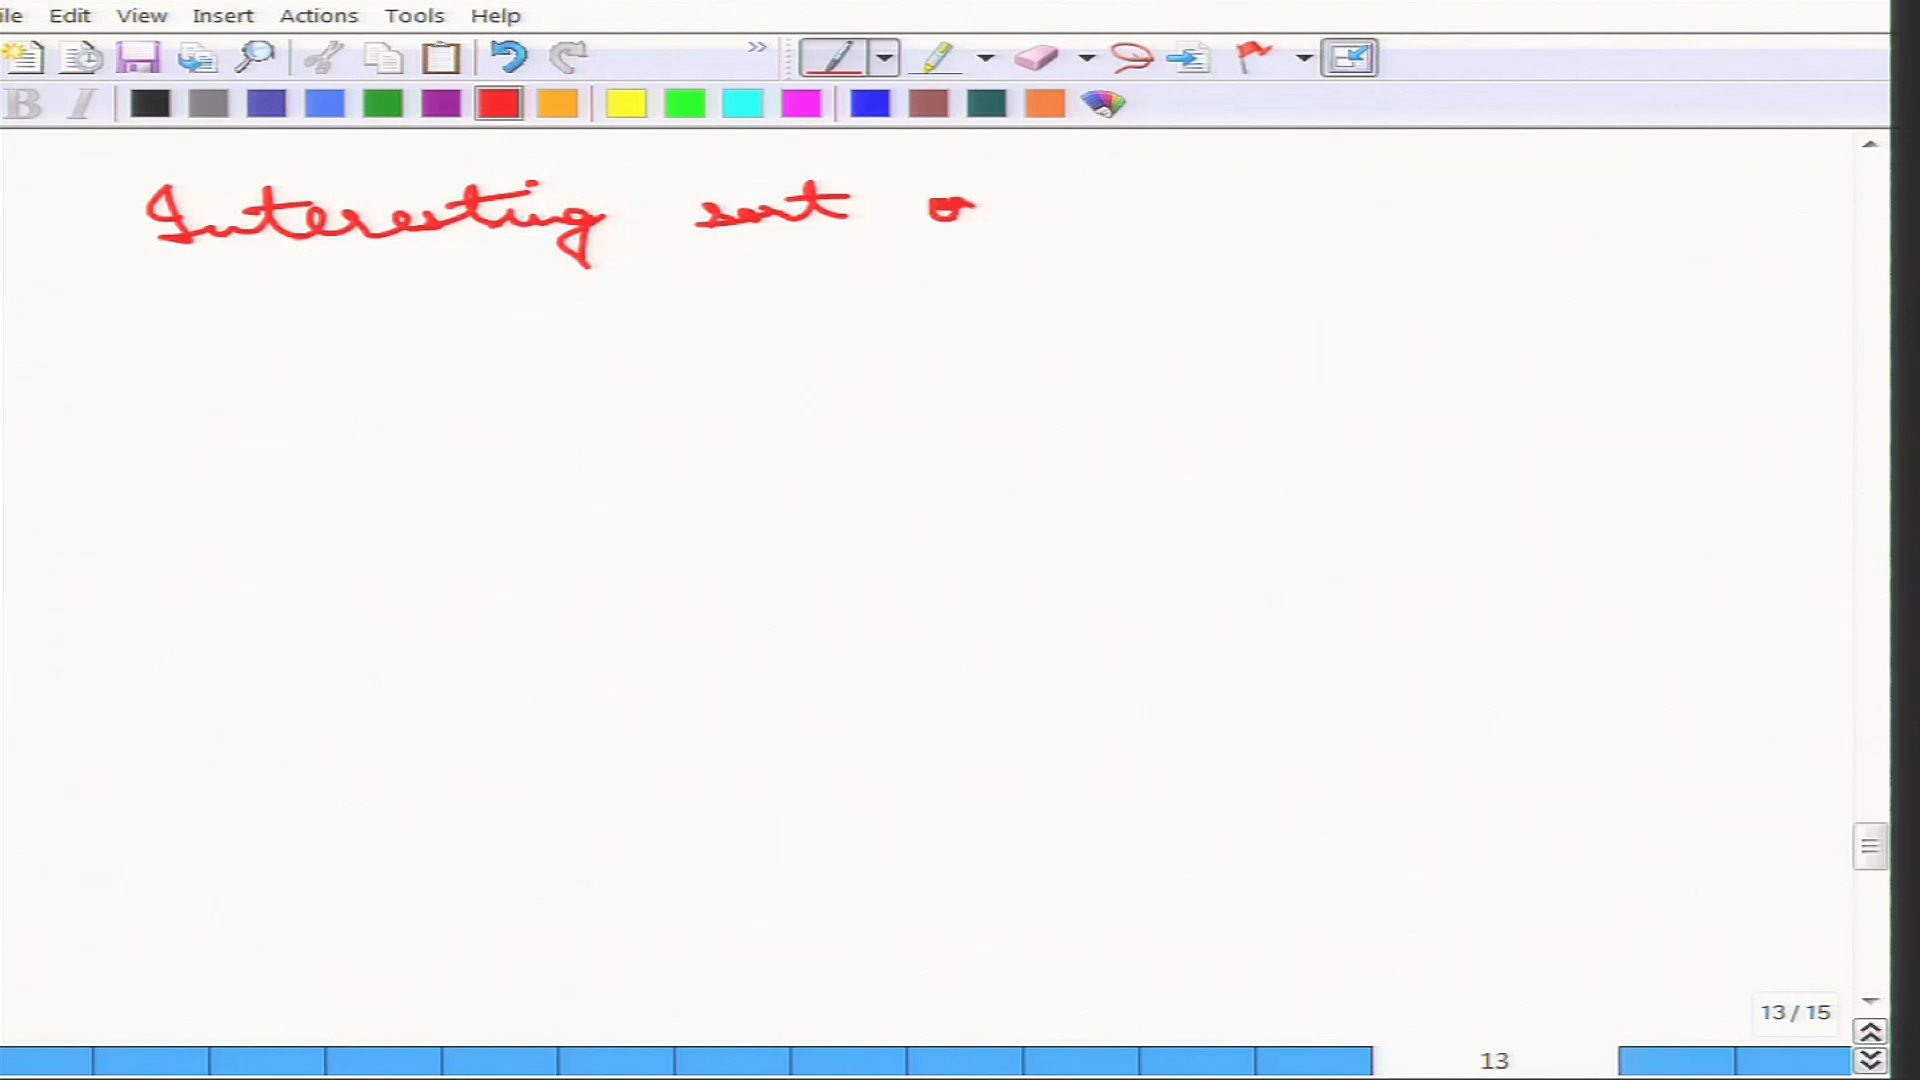 ile Edit View Insert Actions Tools Help
B I
Interesting sort o
13 / 15
13